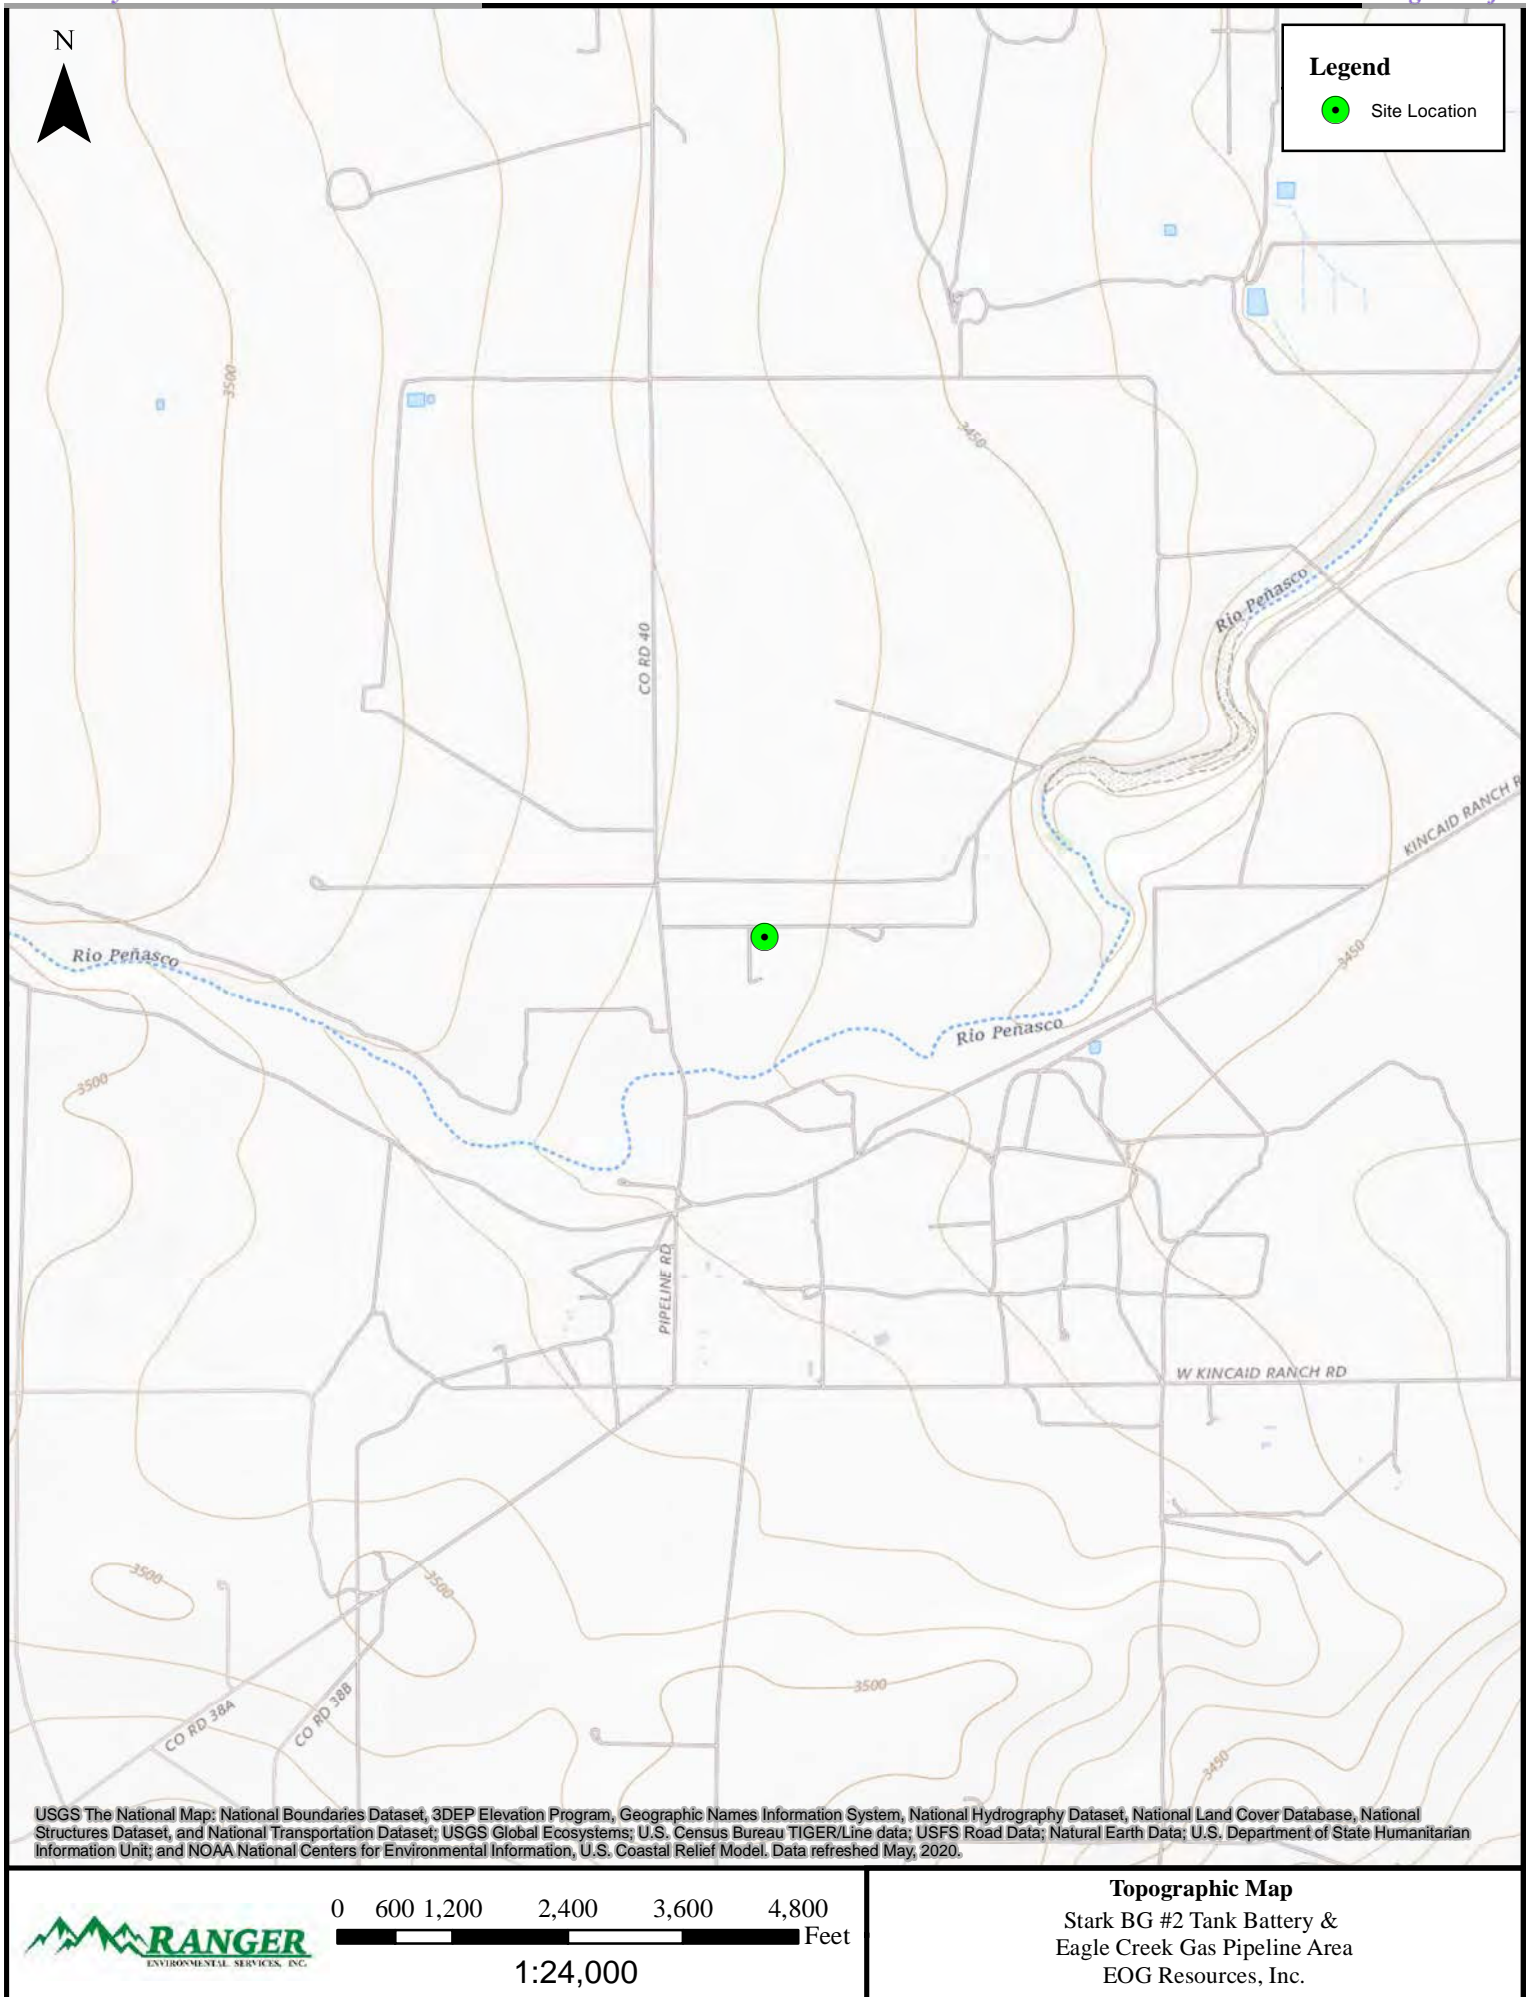 N
Legend
Site Location
3500
3450
CO RD 40
Rio Peñasco
KINCAID RANCH R
Rio Peñasco
3450
Rio Peñasco
3500
PIPELINE RD
W KINCAID RANCH RD
3500
3500
3500
CO RD 38A
CO RD 38B
3450
USGS The National Map: National Boundaries Dataset, 3DEP Elevation Program, Geographic Names Information System, National Hydrography Dataset, National Land Cover Database, National
Structures Dataset, and National Transportation Dataset; USGS Global Ecosystems; U.S. Census Bureau TIGER/Line data; USFS Road Data; Natural Earth Data; U.S. Department of State Humanitarian
Information Unit; and NOAA National Centers for Environmental Information, U.S. Coastal Relief Model. Data refreshed May, 2020.
RANGER
ENVIRONMENTAL SERVICES, INC.
0 600 1,200 2,400 3,600 4,800
Feet
1:24,000
Topographic Map
Stark BG #2 Tank Battery &
Eagle Creek Gas Pipeline Area
EOG Resources, Inc.